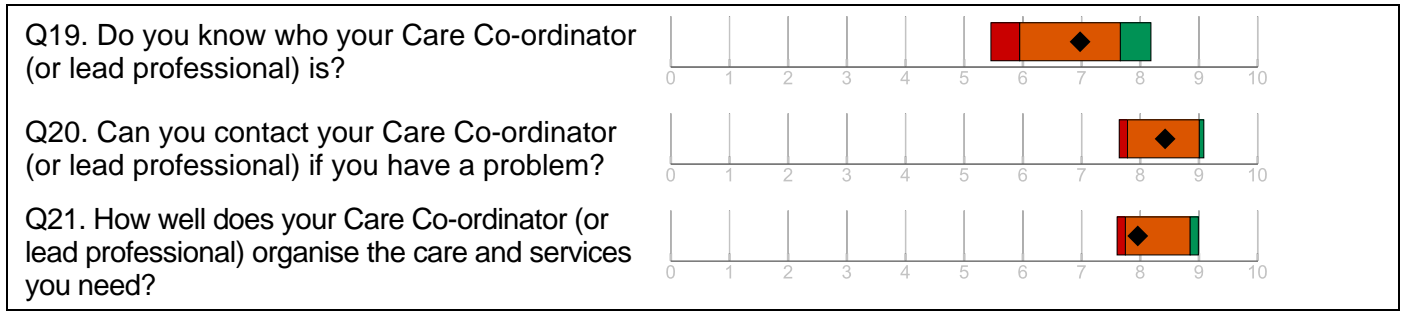 Q19. Do you know who your Care Co-ordinator
(or lead professional) is?
0 1 2 3 4 5 6 7 8 9 10
Q20. Can you contact your Care Co-ordinator
(or lead professional) if you have a problem?
0 1 2 3 4 5 6 7 8 9 10
Q21. How well does your Care Co-ordinator (or
lead professional) organise the care and services
you need?
0 1 2 3 4 5 6 7 8 9 10